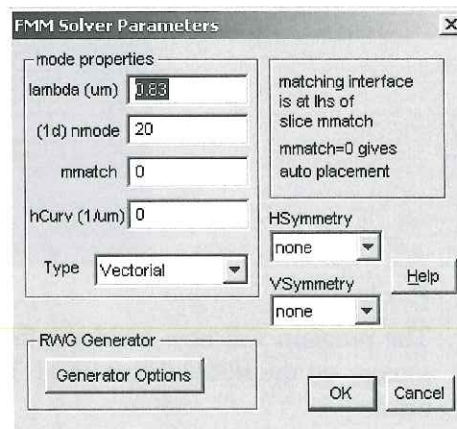 FMM Solver Parameters
mode properties
lambda (um) 0.83
(1d) nmode 20
mmatch 0
hCurv (1/um) 0
Type Vectorial
matching interface
is at lhs of
slice mmatch
mmatch=0 gives
auto placement
HSymmetry
none
VSymmetry
none
Help
RWG Generator
Generator Options
OK
Cancel